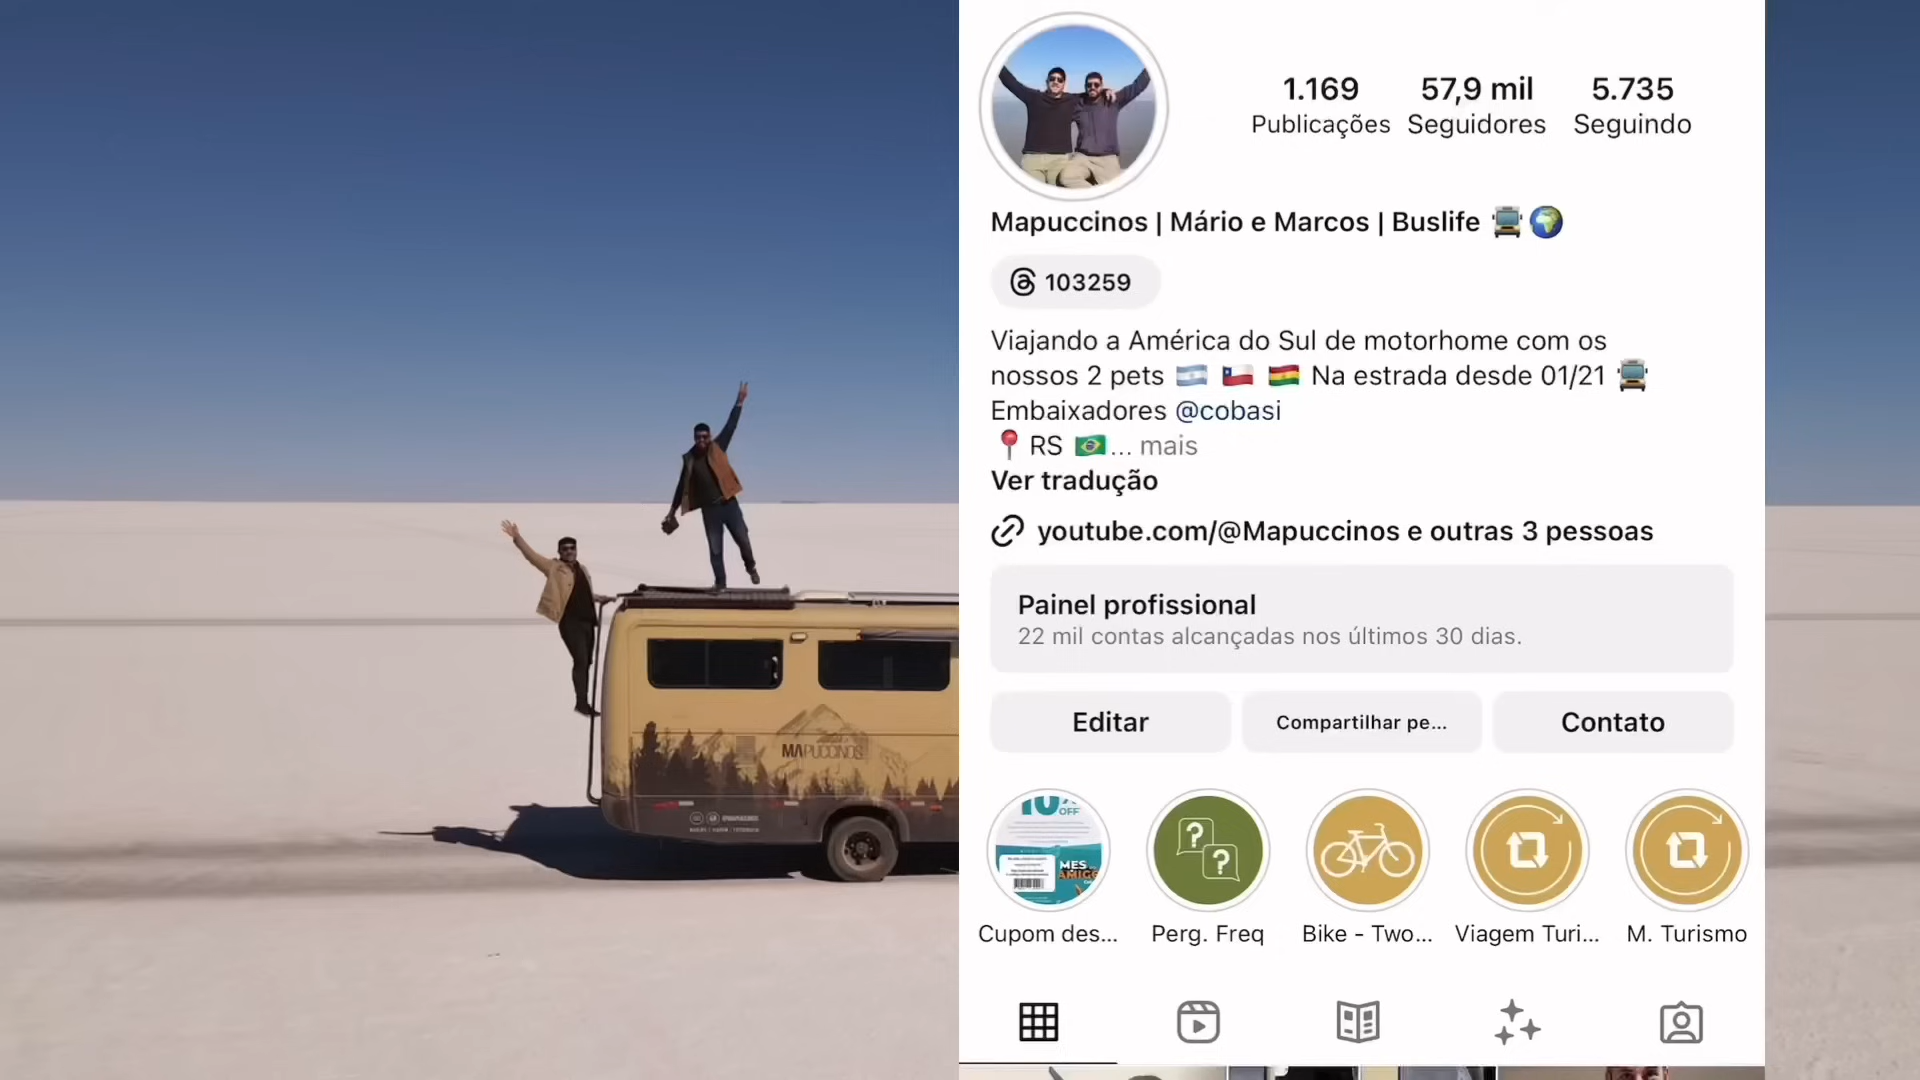 1.169
Publicações
57,9 mil
Seguidores
5.735
Seguindo
Mapuccinos | Mário e Marcos | Buslife
103259
Viajando a América do Sul de motorhome com os
nossos 2 pets 🇦🇷 🇨🇱 🇧🇴 Na estrada desde 01/21 🚍
Embaixadores @cobasi
📍RS 🇧🇷... mais
Ver tradução
youtube.com/@Mapuccinos e outras 3 pessoas
Painel profissional
22 mil contas alcançadas nos últimos 30 dias.
Editar
Compartilhar pe...
Contato
MAPUCCINOS
10%
OFF
MES
AMIGO
? ?
Cupom des...
Perg. Freq
Bike - Two...
Viagem Turi...
M. Turismo